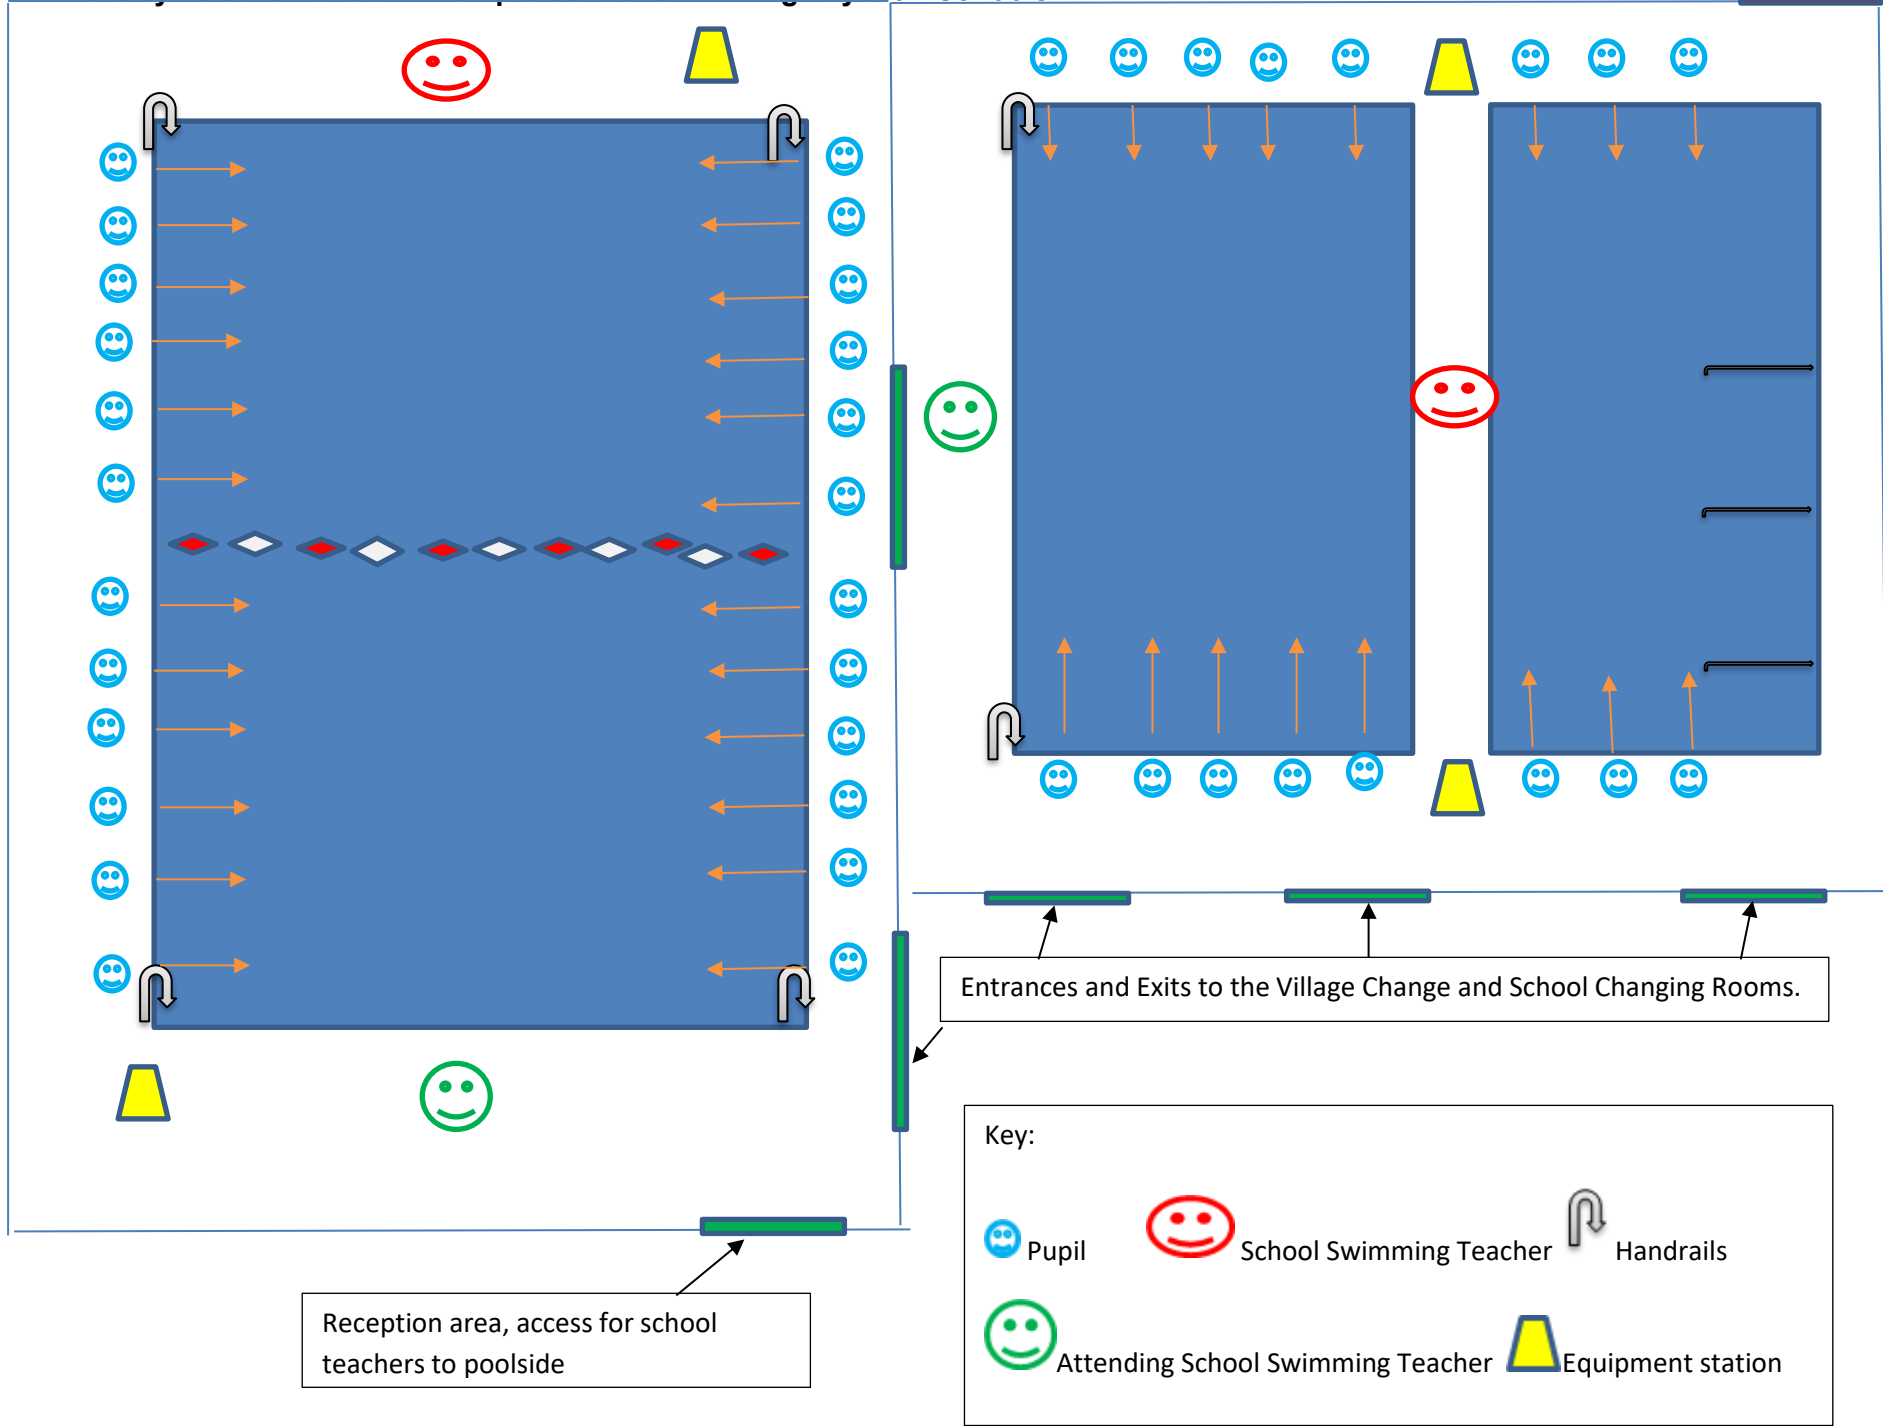 Entrances and Exits to the Village Change and School Changing Rooms.
Key:
Pupil School Swimming Teacher Handrails
Attending School Swimming Teacher Equipment station
Reception area, access for school
teachers to poolside